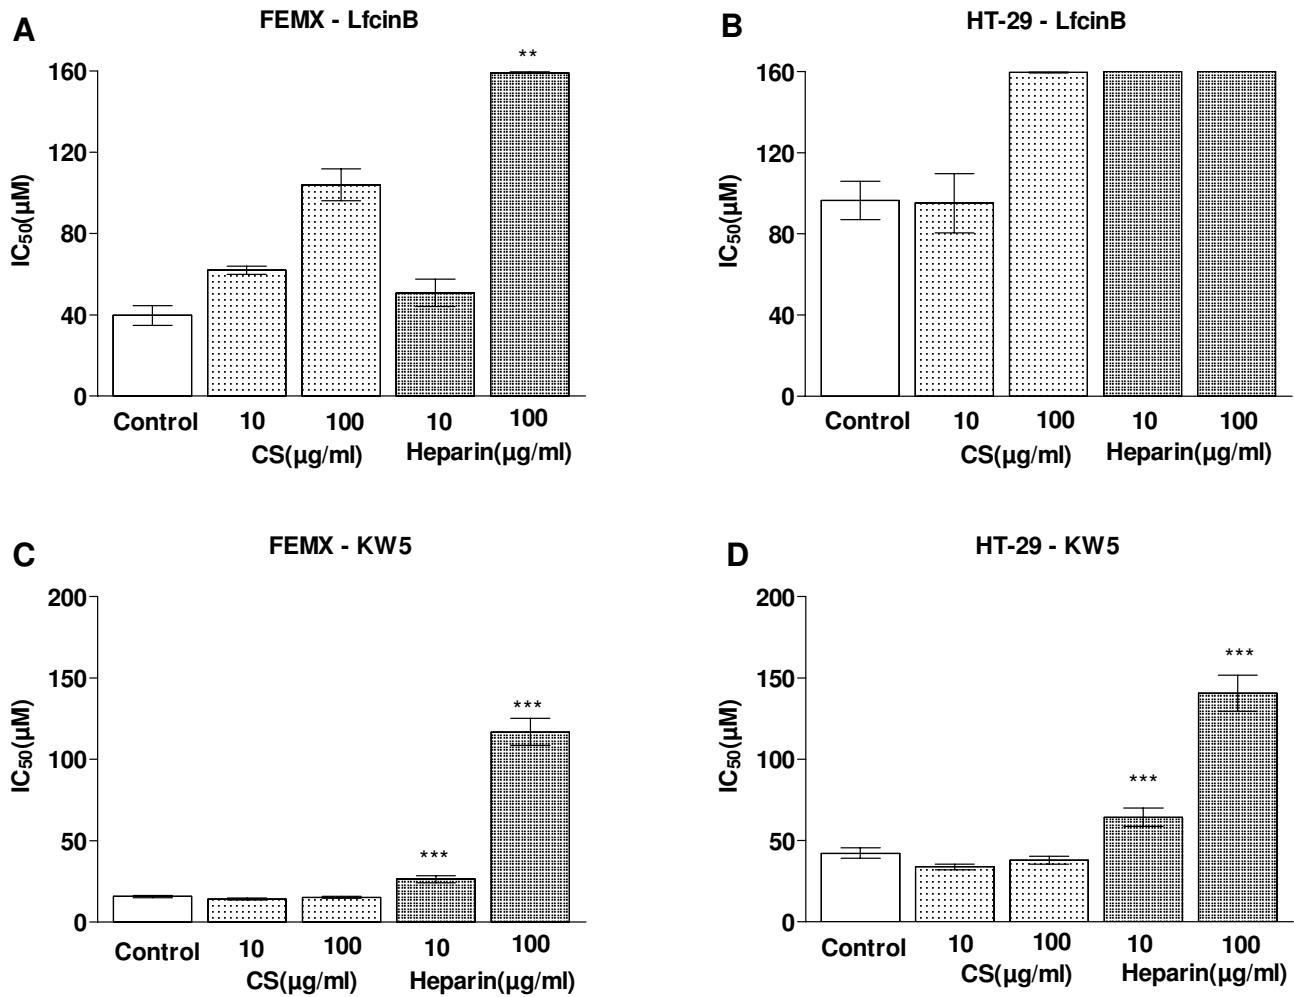 A
FEMX - LfcinB
**
160
120
80
40
0
IC50(µM)
Control 10 100 10 100
CS(µg/ml) Heparin(µg/ml)
B
HT-29 - LfcinB
160
120
80
40
0
IC50(µM)
Control 10 100 10 100
CS(µg/ml) Heparin(µg/ml)
C
FEMX - KW5
200
150
100
50
0
IC50(µM)
***
***
Control 10 100 10 100
CS(µg/ml) Heparin(µg/ml)
D
HT-29 - KW5
200
150
100
50
0
IC50(µM)
***
***
Control 10 100 10 100
CS(µg/ml) Heparin(µg/ml)